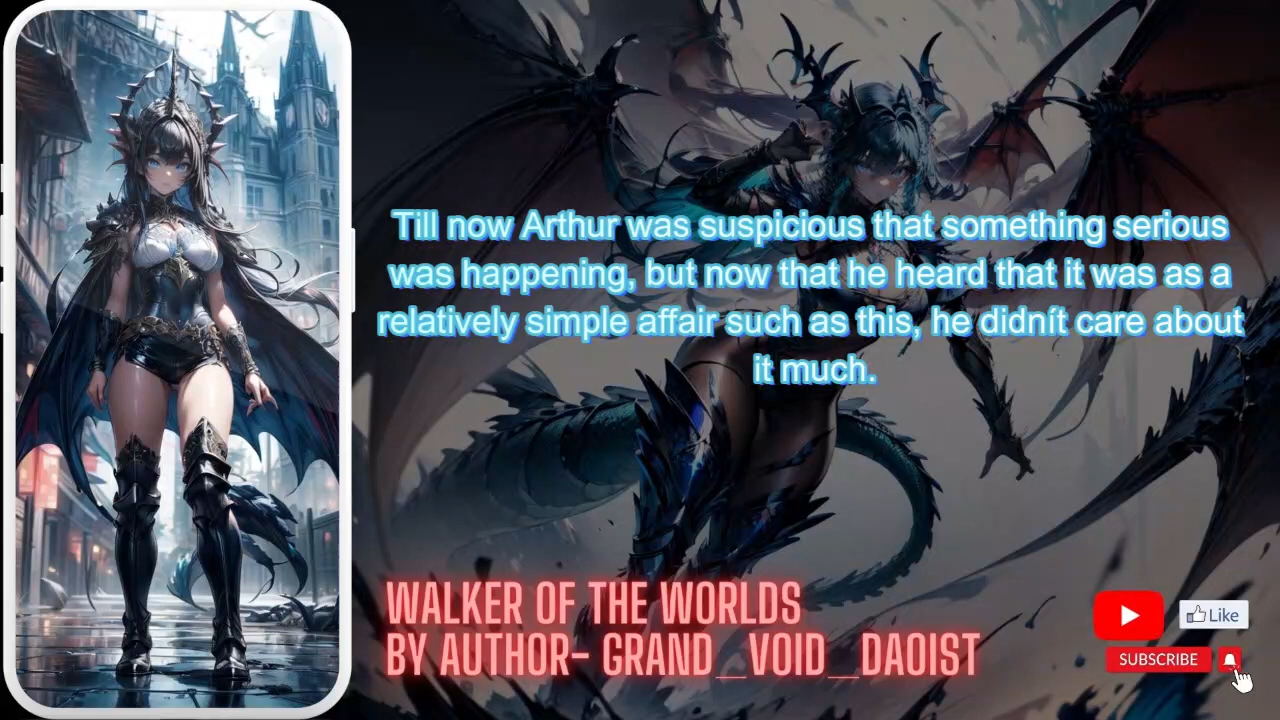 Till now Arthur was suspicious that something serious
was happening, but now that he heard that it was as a
relatively simple affair such as this, he didnít care about
it much.
WALKER OF THE WORLDS
BY AUTHOR- GRAND_VOID_DAOIST
Like
SUBSCRIBE